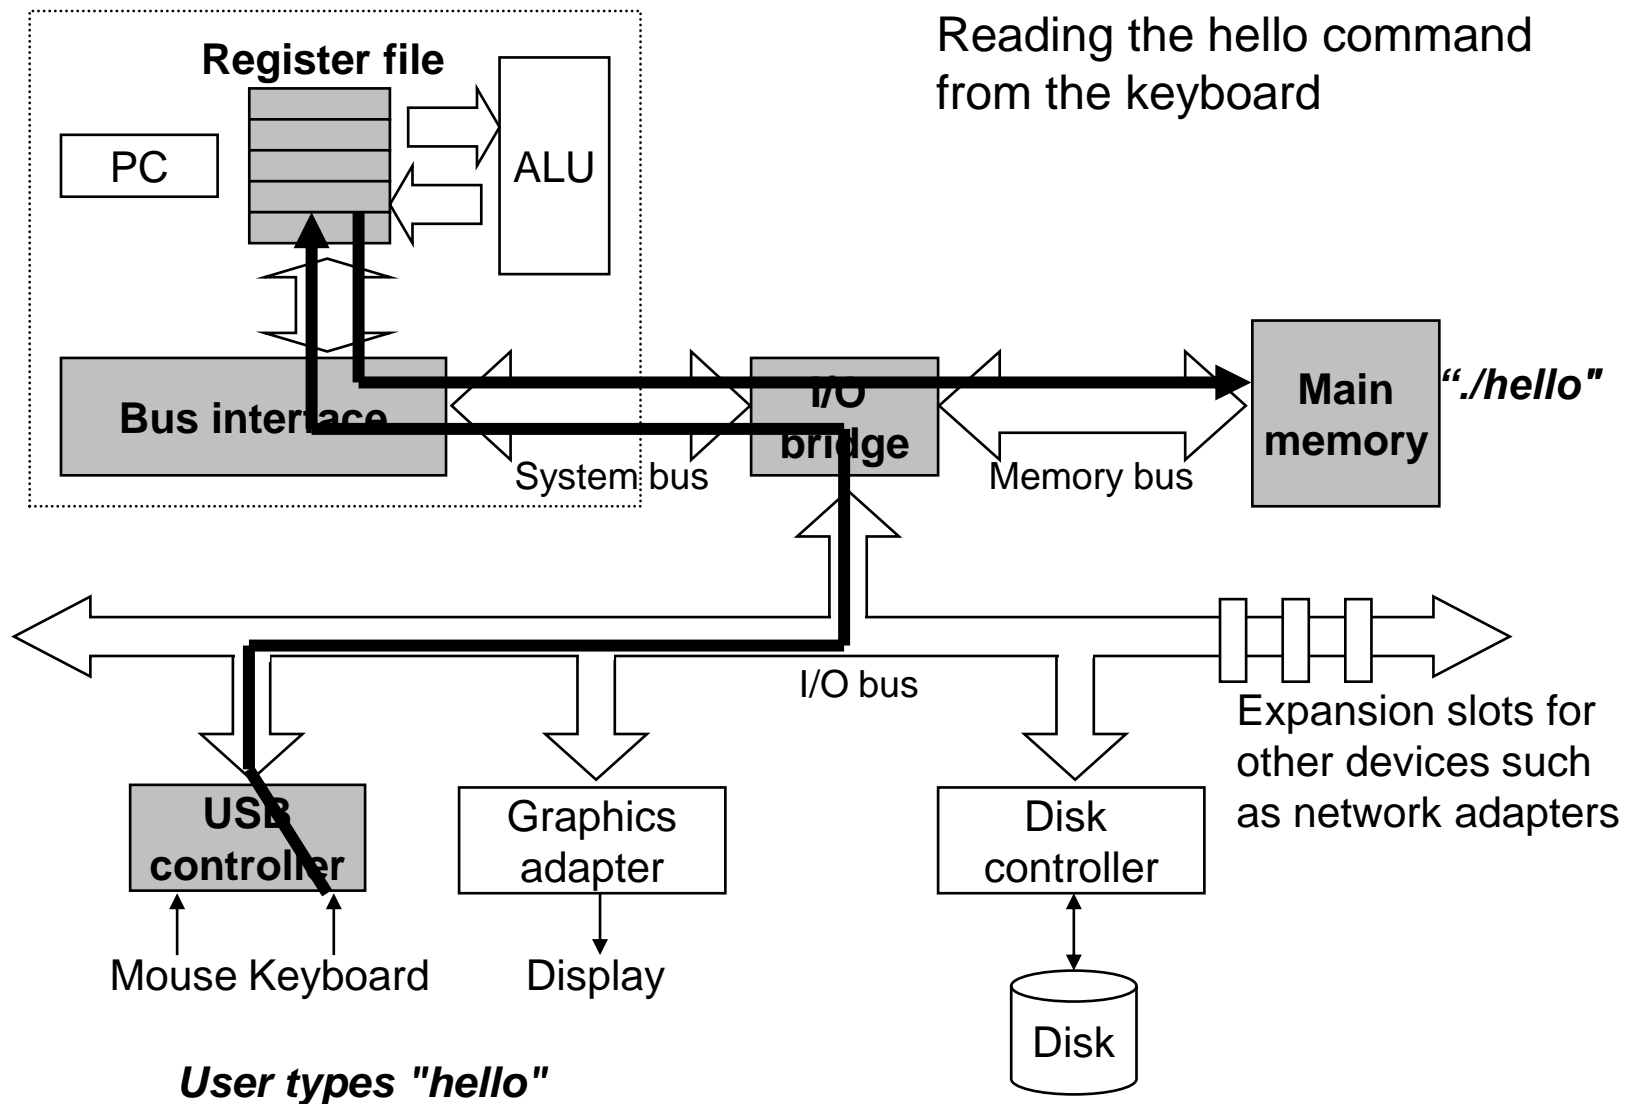 Reading the hello command
from the keyboard
Register file
PC
ALU
Bus interface
System bus
I/O
bridge
Memory bus
Main
memory
“./hello"
I/O bus
Expansion slots for
other devices such
as network adapters
USB
controller
Graphics
adapter
Disk
controller
Mouse Keyboard
Display
Disk
User types "hello"